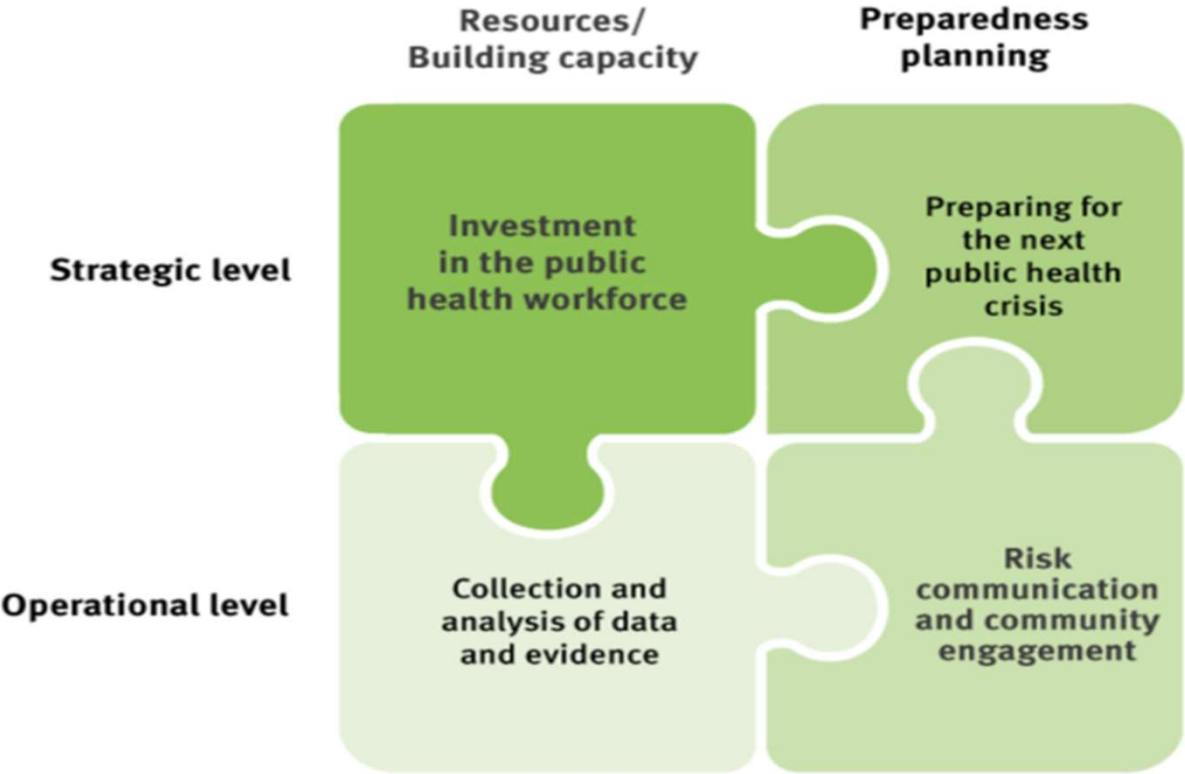 Resources/
Building capacity
Preparedness
planning
Strategic level
Investment
in the public
health workforce
Preparing for
the next
public health
crisis
Operational level
Collection and
analysis of data
and evidence
Risk
communication
and community
engagement